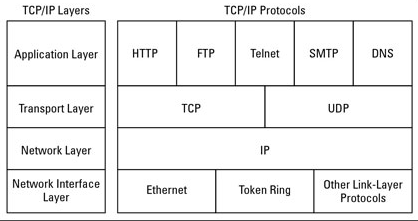 TCP/IP Layers
TCP/IP Protocols
Application Layer
HTTP
FTP
Telnet
SMTP
DNS
Transport Layer
TCP
UDP
Network Layer
IP
Network Interface
Layer
Ethernet
Token Ring
Other Link-Layer
Protocols